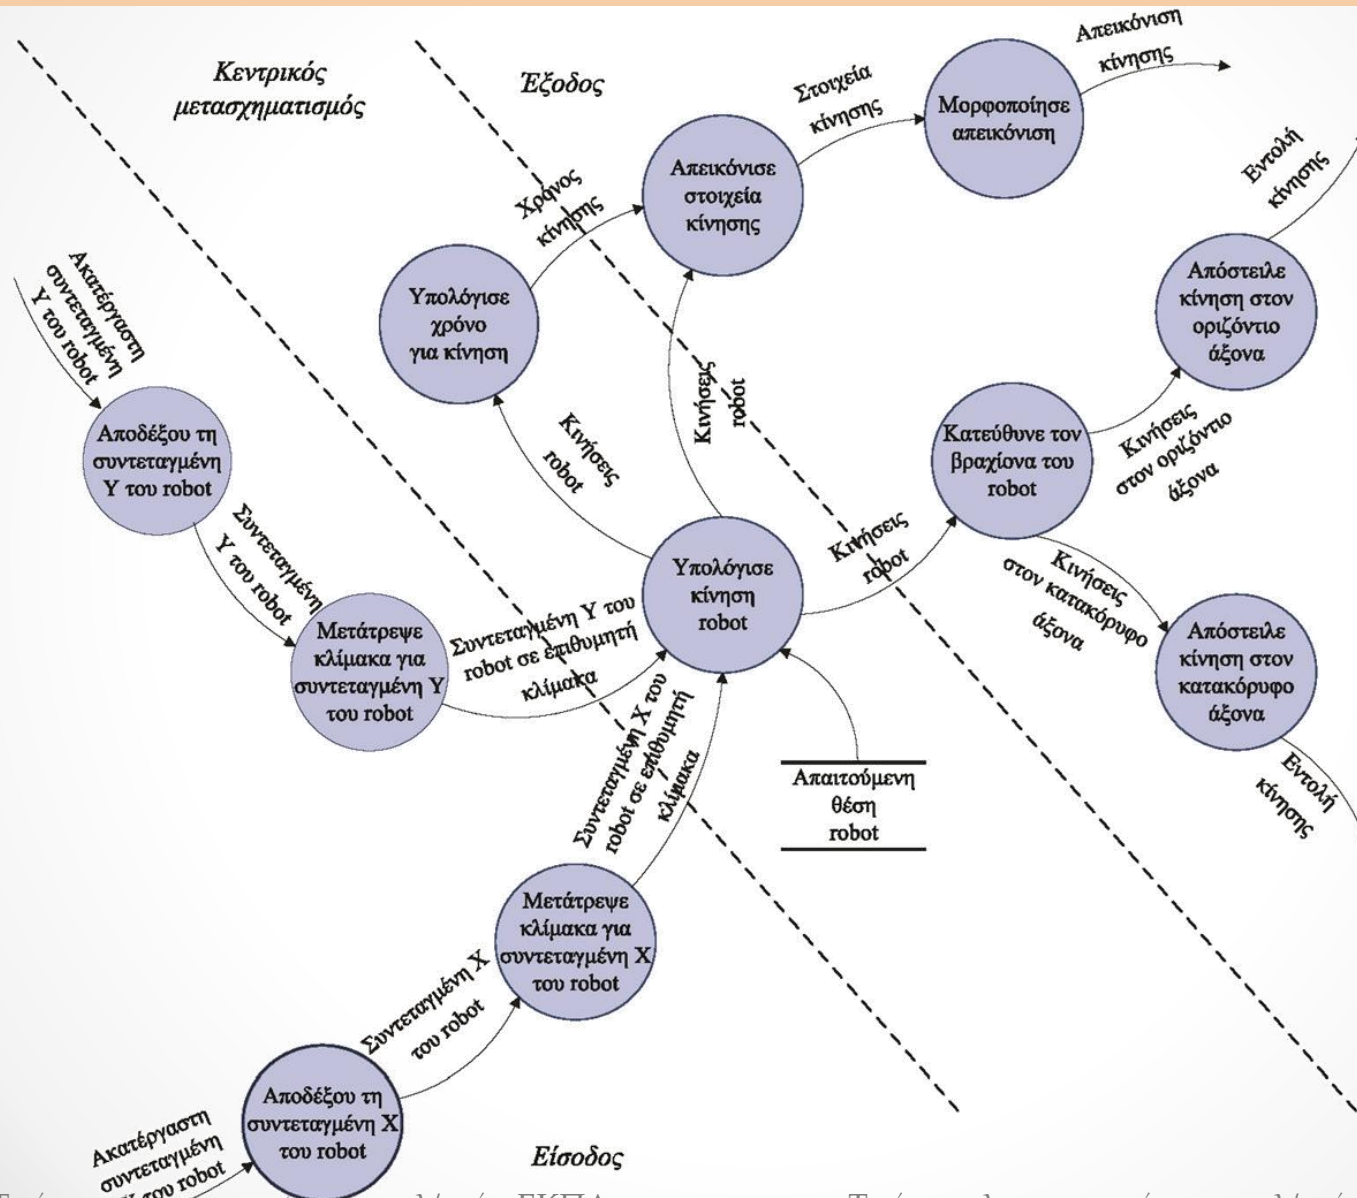 Κεντρικός
μετασχηματισμός
Έξοδος
Στοιχεία
κίνησης
Μορφοποίησε
απεικόνιση
Απεικόνιση
κίνησης
Απεικόνισε
στοιχεία
κίνησης
Χρόνος
κίνησης
Εντολή
κίνησης
Υπολόγισε
χρόνο
για κίνηση
Απόστειλε
κίνηση στον
οριζόντιο
άξονα
Ακατέργαστη
συντεταγμένη
Υ του robot
Αποδέξου τη
συντεταγμένη
Υ του robot
Κινήσεις
robot
Κινήσεις
robot
Κατεύθυνε τον
βραχίονα του
robot
Κινήσεις
στον οριζόντιο
άξονα
Συντεταγμένη
Υ του robot
Υπολόγισε
κίνηση
robot
Κινήσεις
robot
Κινήσεις
στον κατακόρυφο
άξονα
Μετάτρεψε
κλίμακα για
συντεταγμένη Υ
του robot
Συντεταγμένη Υ του
robot σε επιθυμητή
κλίμακα
Απόστειλε
κίνηση στον
κατακόρυφο
άξονα
Συντεταγμένη Χ του
robot σε επιθυμητή
κλίμακα
Απαιτούμενη
θέση
robot
Εντολή
κίνησης
Μετάτρεψε
κλίμακα για
συντεταγμένη Χ
του robot
Συντεταγμένη Χ
του robot
Αποδέξου τη
συντεταγμένη Χ
του robot
Ακατέργαστη
συντεταγμένη
του robot
Είσοδος